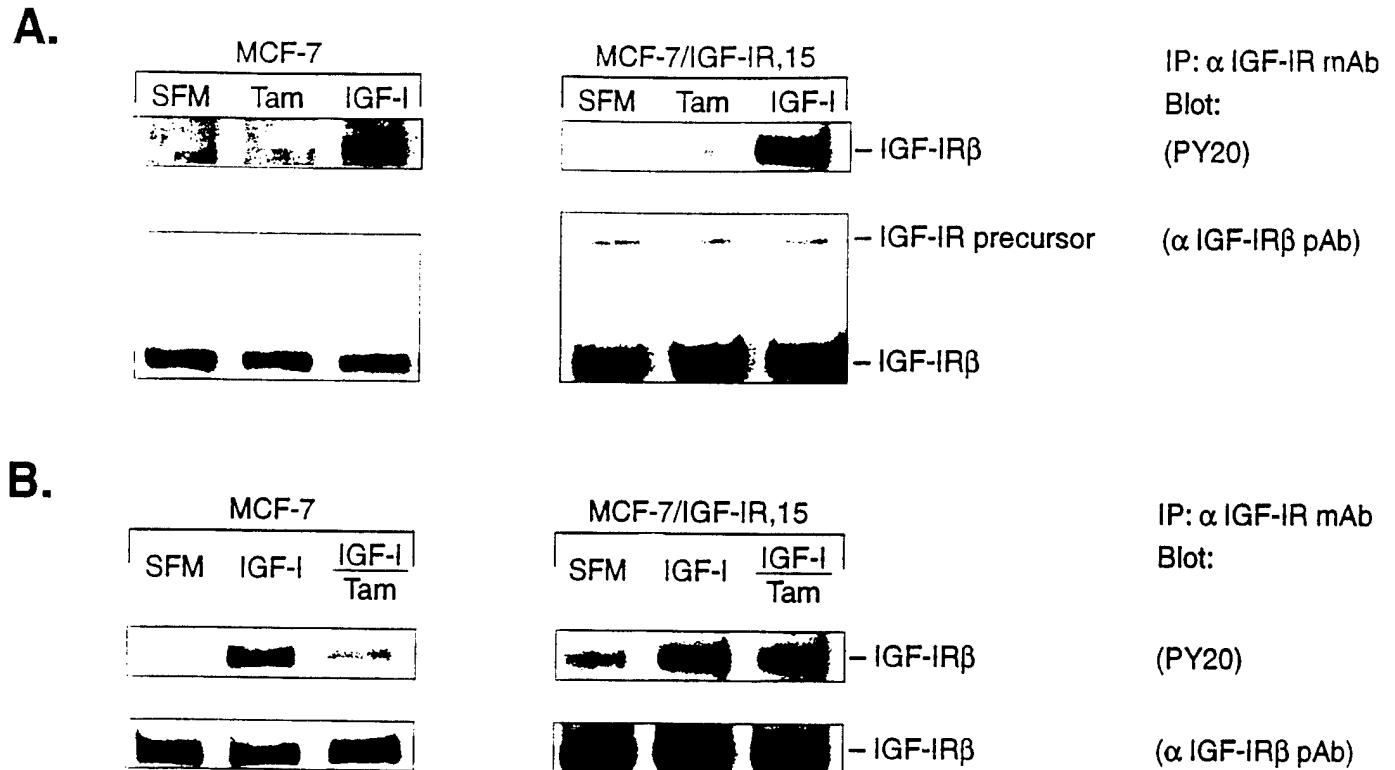 A.
MCF-7
MCF-7/IGF-IR,15
IP: α IGF-IR mAb
SFM Tam IGF-I
SFM Tam IGF-I
Blot:
– IGF-IRβ
(PY20)
– IGF-IR precursor
(α IGF-IRβ pAb)
– IGF-IRβ
B.
MCF-7
MCF-7/IGF-IR,15
IP: α IGF-IR mAb
SFM IGF-I IGF-I
Tam
SFM IGF-I IGF-I
Tam
Blot:
– IGF-IRβ
(PY20)
– IGF-IRβ
(α IGF-IRβ pAb)